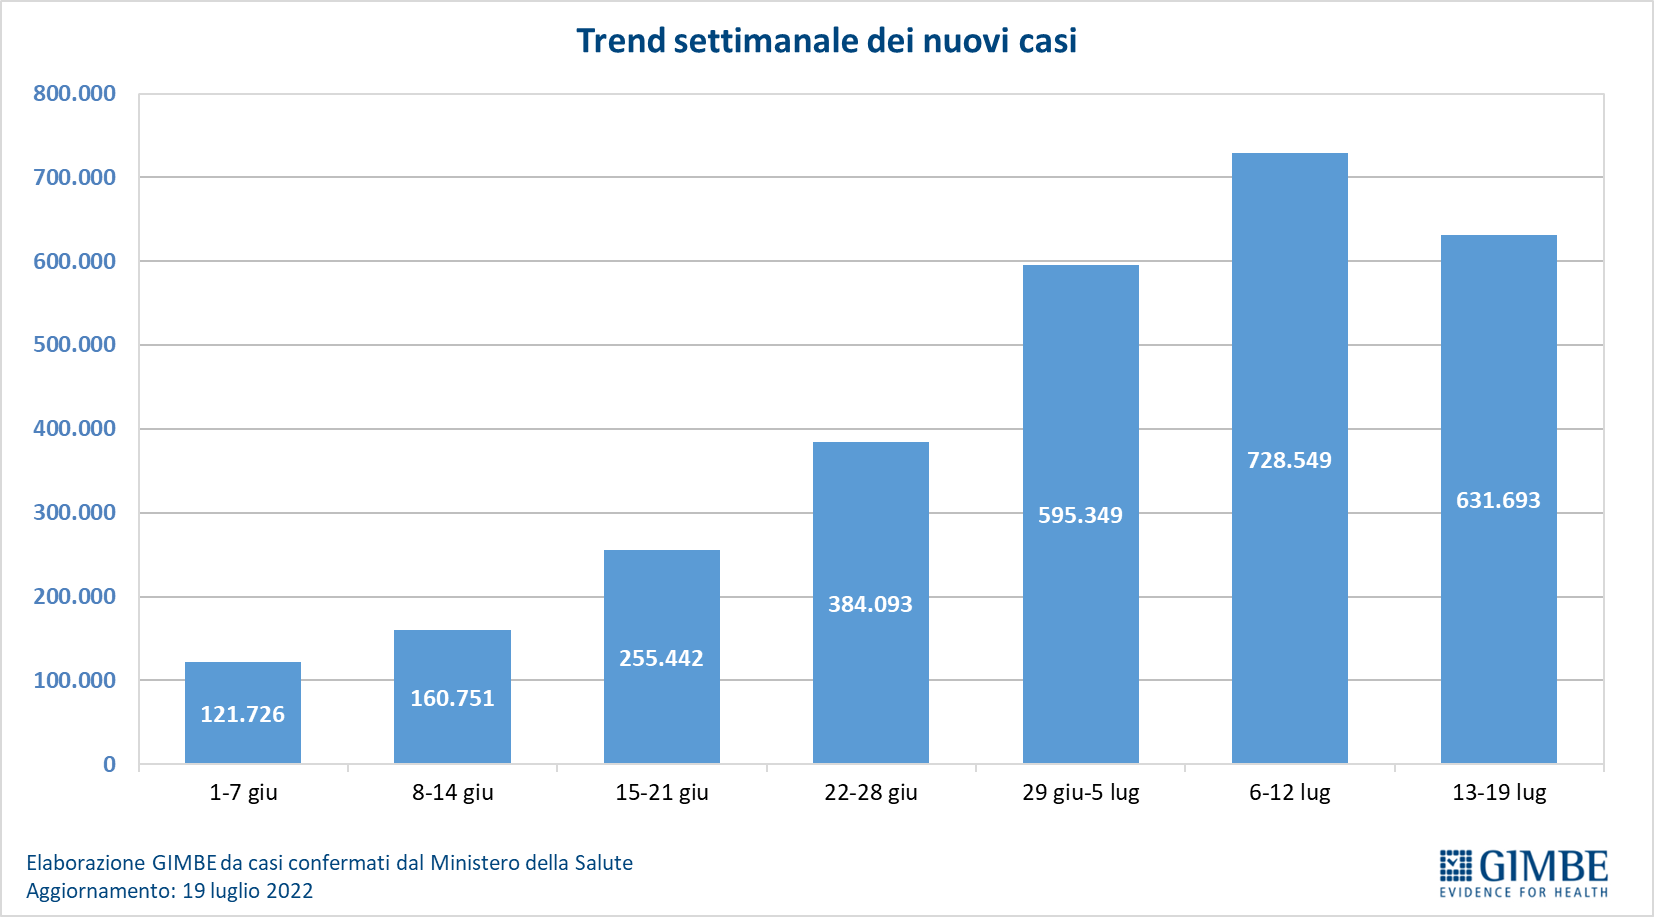 Trend settimanale dei nuovi casi
800.000
700.000
600.000
500.000
400.000
300.000
200.000
100.000
0
121.726
160.751
255.442
384.093
595.349
728.549
631.693
1-7 giu
8-14 giu
15-21 giu
22-28 giu
29 giu-5 lug
6-12 lug
13-19 lug
Elaborazione GIMBE da casi confermati dal Ministero della Salute
Aggiornamento: 19 luglio 2022
GIMBE
EVIDENCE FOR HEALTH